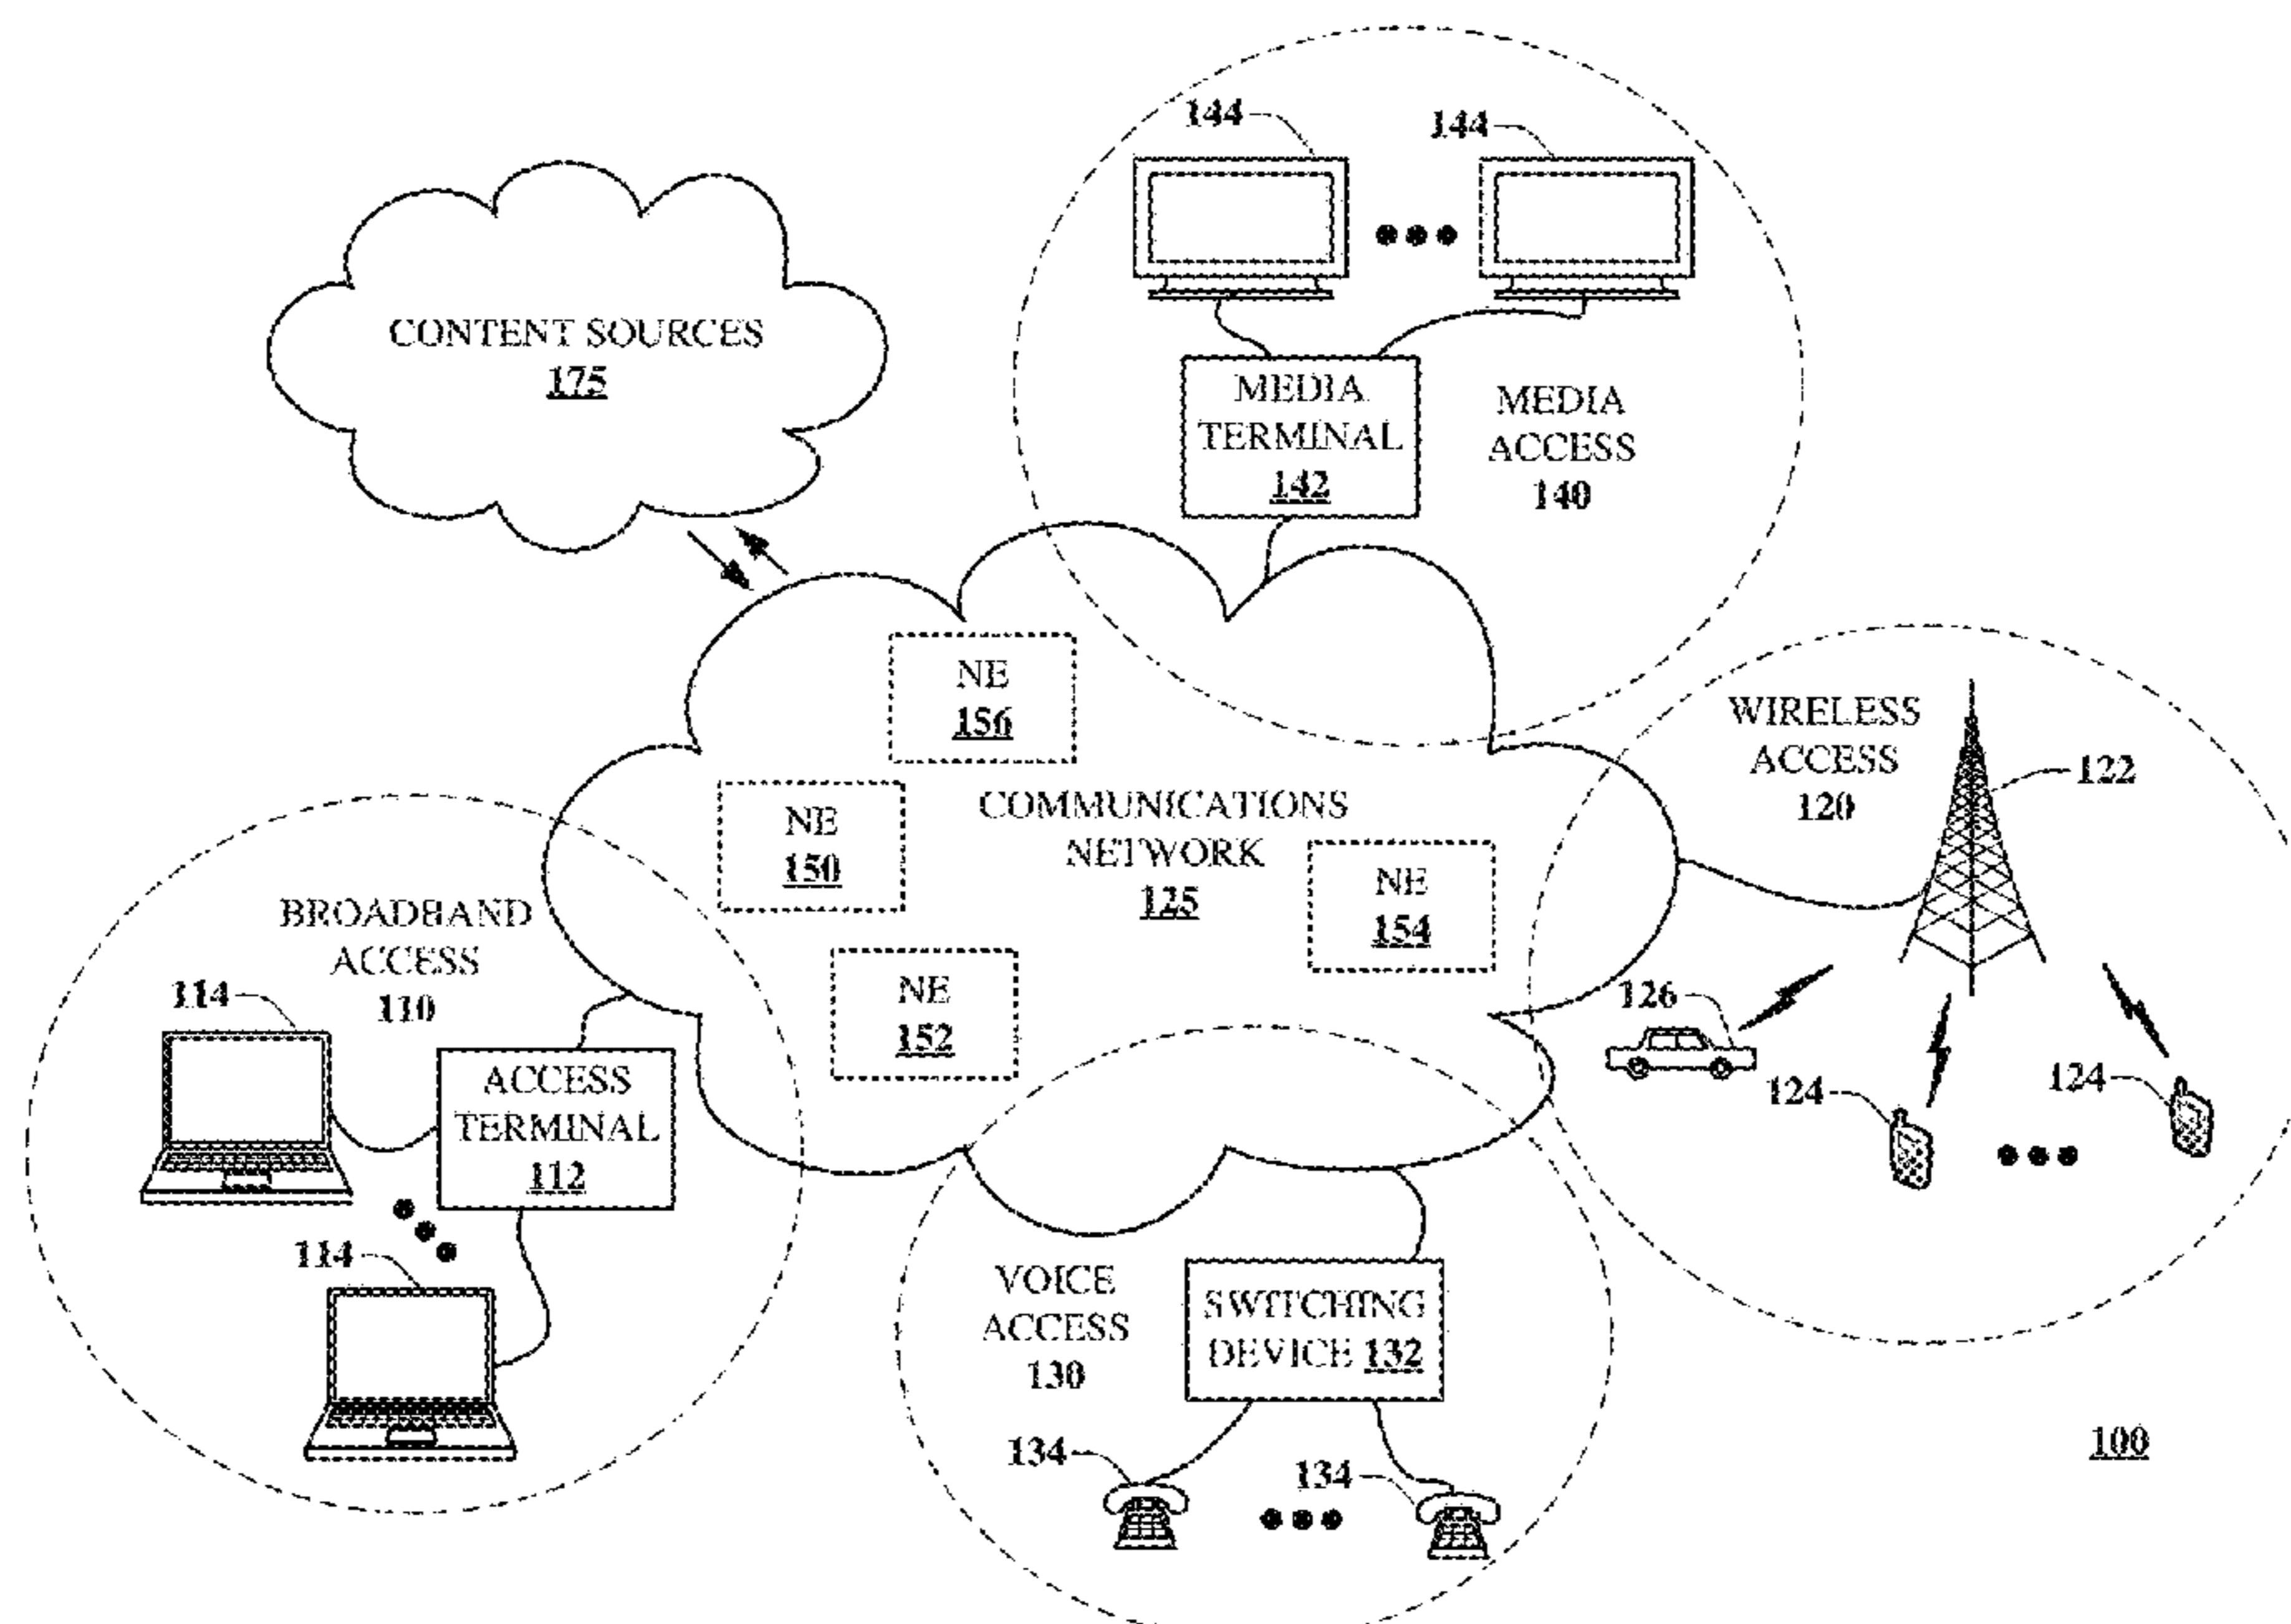 144
144
CONTENT SOURCES
175
MEDIA
TERMINAL
142
MEDIA
ACCESS
140
NE
156
WIRELESS
ACCESS
120
122
NE
150
COMMUNICATIONS
NETWORK
125
NE
154
BROADBAND
ACCESS
110
114
NE
152
126
124
124
ACCESS
TERMINAL
112
114
VOICE
ACCESS
130
SWITCHING
DEVICE 132
134
134
100